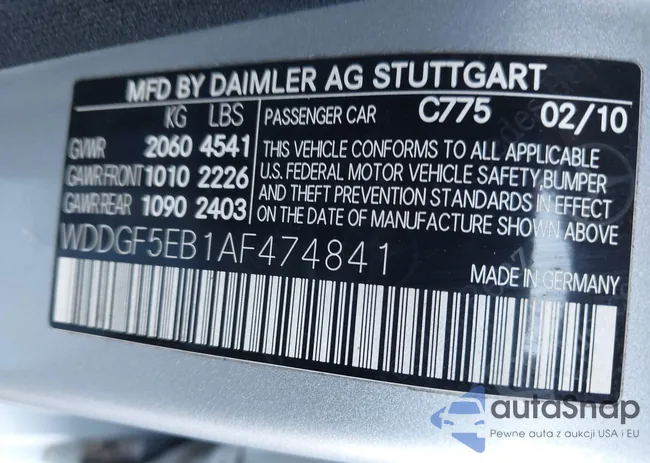 MFD BY DAIMLER AG STUTTGART
KG LBS
GVWR 2060 4541
GAWR FRONT 1010 2226
GAWR REAR 1090 2403
PASSENGER CAR C775 02/10
THIS VEHICLE CONFORMS TO ALL APPLICABLE
U.S. FEDERAL MOTOR VEHICLE SAFETY, BUMPER
AND THEFT PREVENTION STANDARDS IN EFFECT
ON THE DATE OF MANUFACTURE SHOWN ABOVE
WDDGF5EB1AF474841
MADE IN GERMANY
autoSnap
Pewne auta z aukcji USA i EU